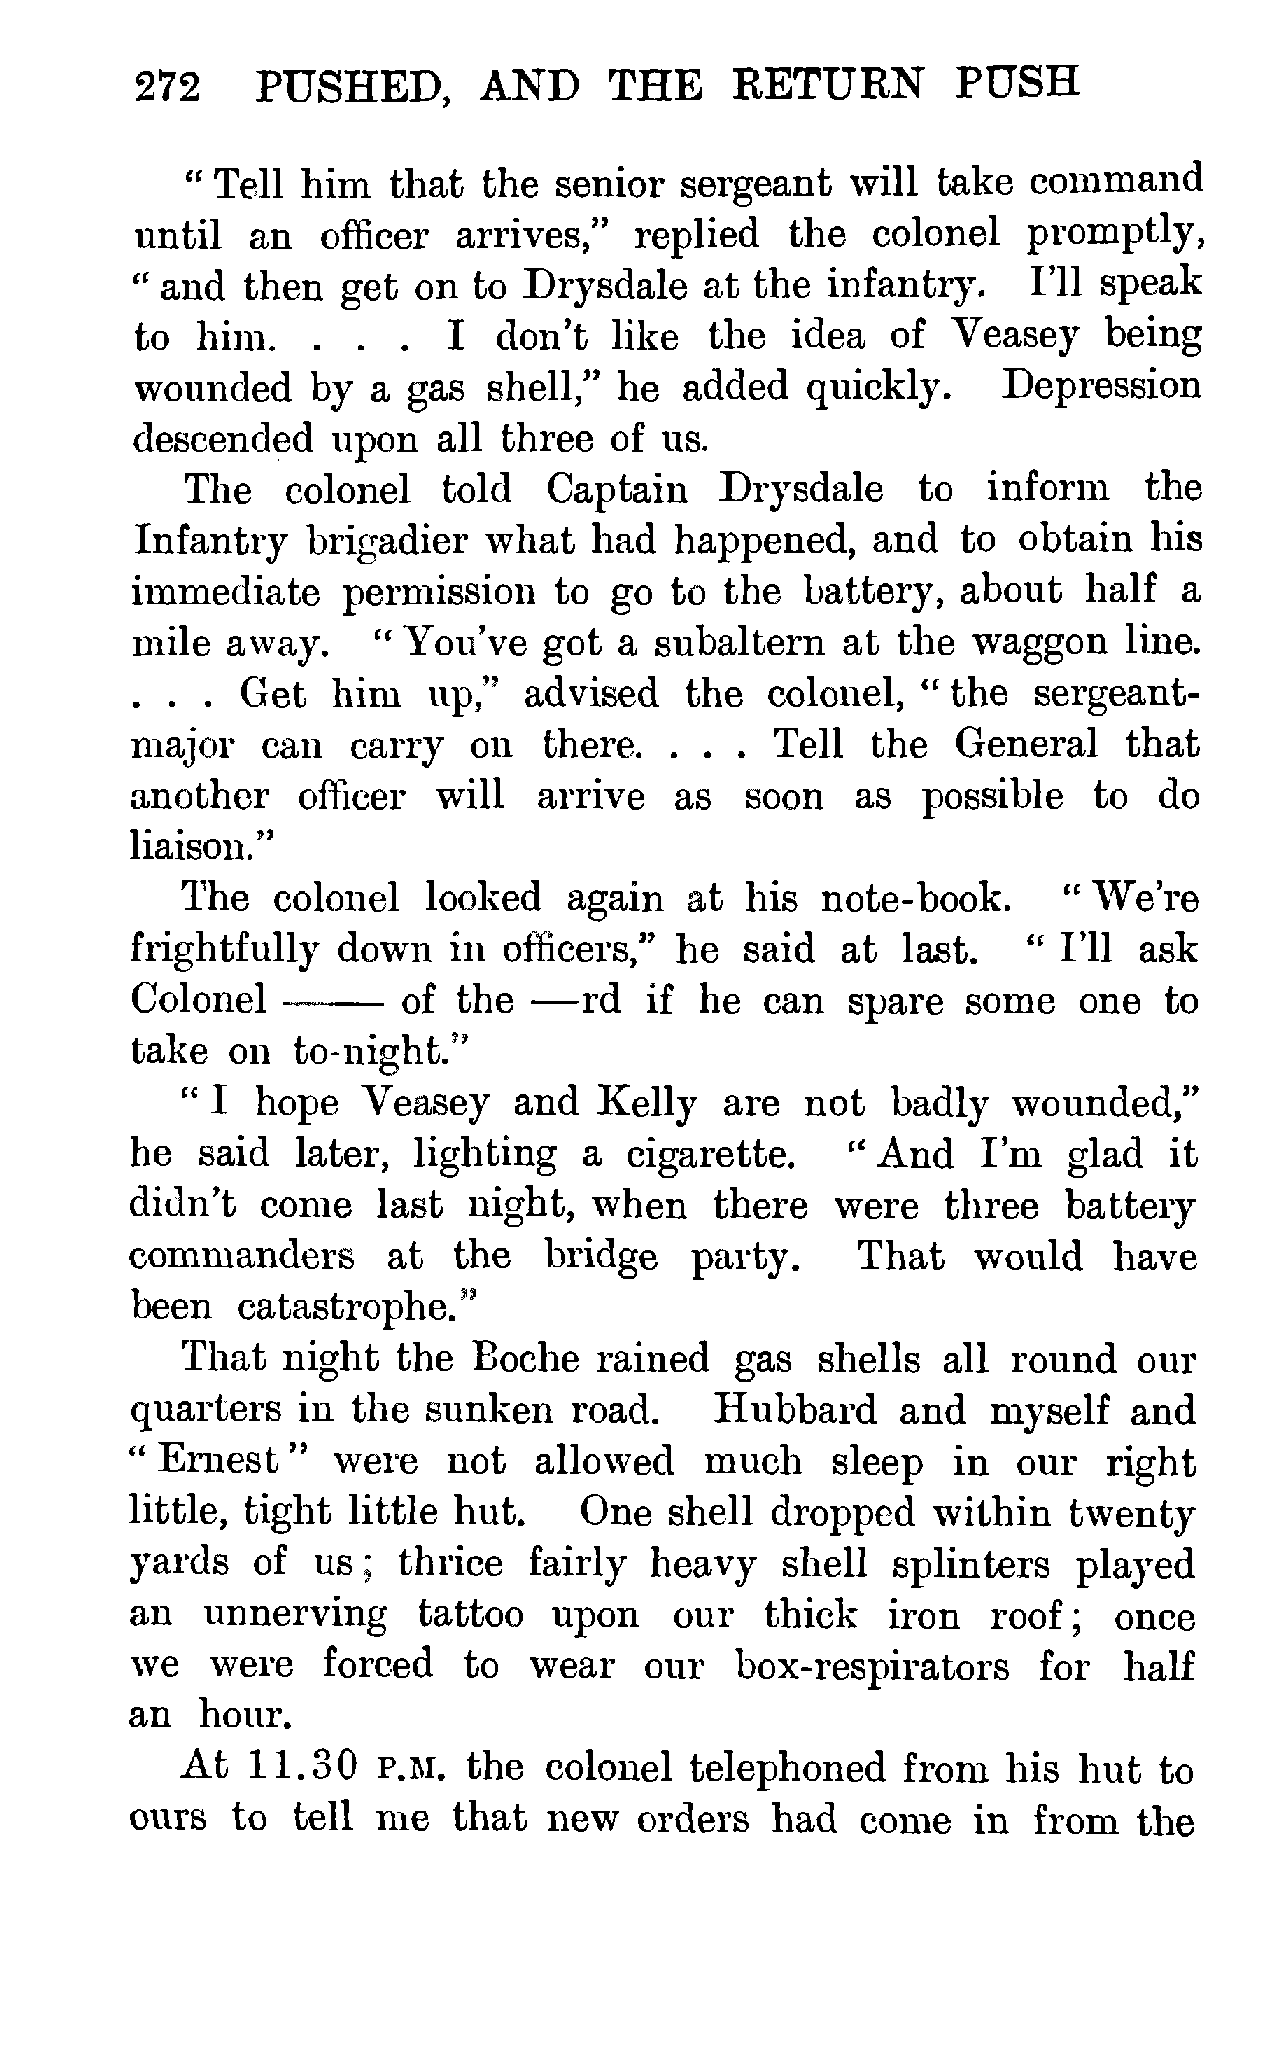 272 PUSHED, AND THE RETURN PUSH
"Tell him that the senior sergeant will take command
until an officer arrives," replied the colonel promptly,
"and then get on to Drysdale at the infantry. I'll speak
to him. . . . I don't like the idea of Veasey being
wounded by a gas shell," he added quickly. Depression
descended upon all three of us.
The colonel told Captain Drysdale to inform the
Infantry brigadier what had happened, and to obtain his
immediate permission to go to the battery, about half a
mile away. "You've got a subaltern at the waggon line.
. . . Get him up," advised the colonel, "the sergeant-
major can carry on there. . . . Tell the General that
another officer will arrive as soon as possible to do
liaison."
The colonel looked again at his note-book. "We're
frightfully down in officers," he said at last. "I'll ask
Colonel —— of the —rd if he can spare some one to
take on to-night."
"I hope Veasey and Kelly are not badly wounded,"
he said later, lighting a cigarette. "And I'm glad it
didn't come last night, when there were three battery
commanders at the bridge party. That would have
been catastrophe."
That night the Boche rained gas shells all round our
quarters in the sunken road. Hubbard and myself and
"Ernest" were not allowed much sleep in our right
little, tight little hut. One shell dropped within twenty
yards of us; thrice fairly heavy shell splinters played
an unnerving tattoo upon our thick iron roof; once
we were forced to wear our box-respirators for half
an hour.
At 11.30 P.M. the colonel telephoned from his hut to
ours to tell me that new orders had come in from the